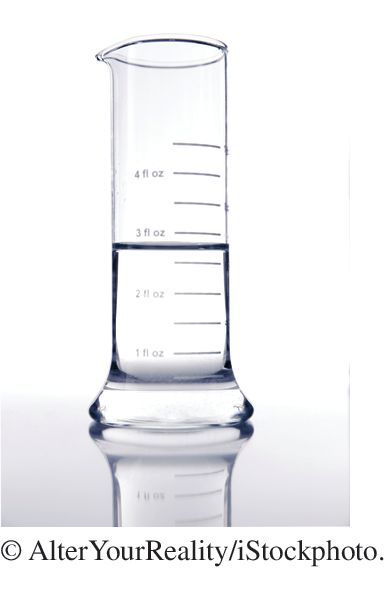 4 fl oz
3 fl oz
2 fl oz
1 fl oz
© AlterYourReality/iStockphoto.